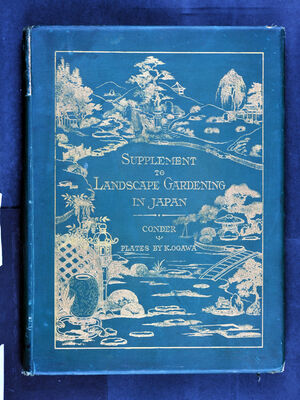 SUPPLEMENT
TO
LANDSCAPE GARDENING
IN JAPAN
CONDER
PLATES BY K. OGAWA